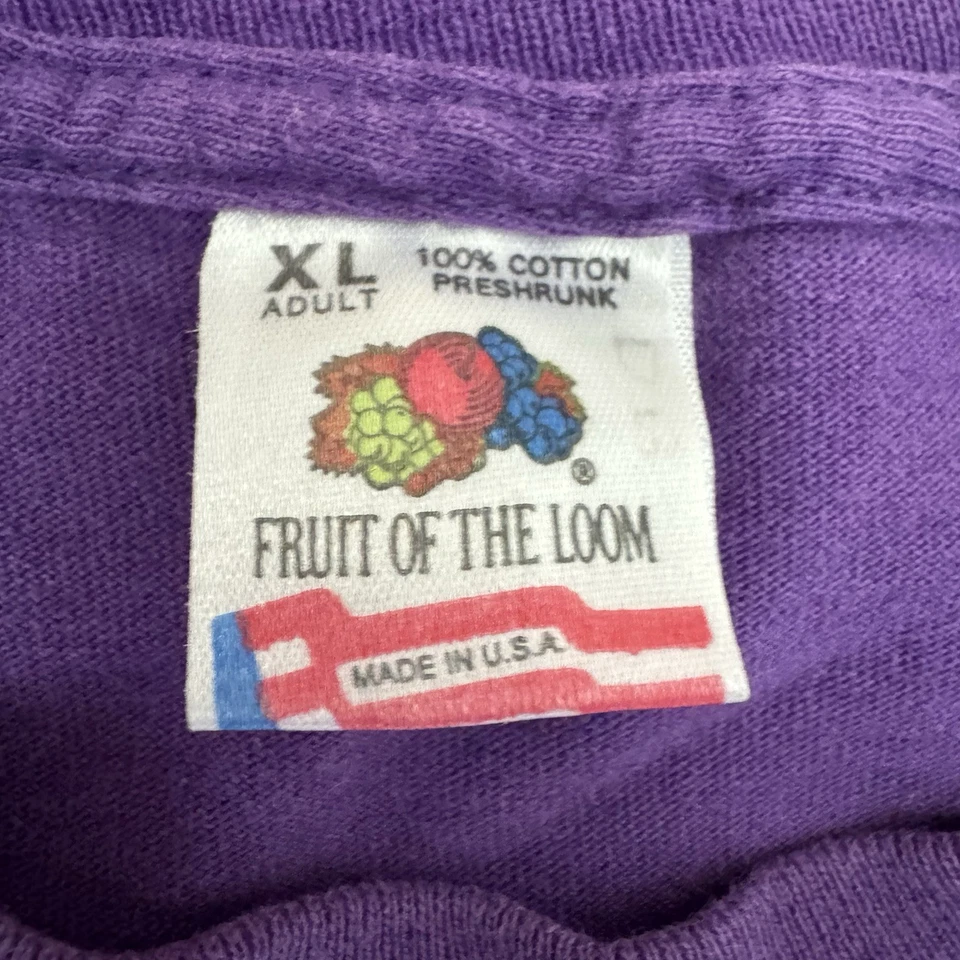 XL
ADULT
100% COTTON
PRESHRUNK
®
FRUIT OF THE LOOM
MADE IN U.S.A.